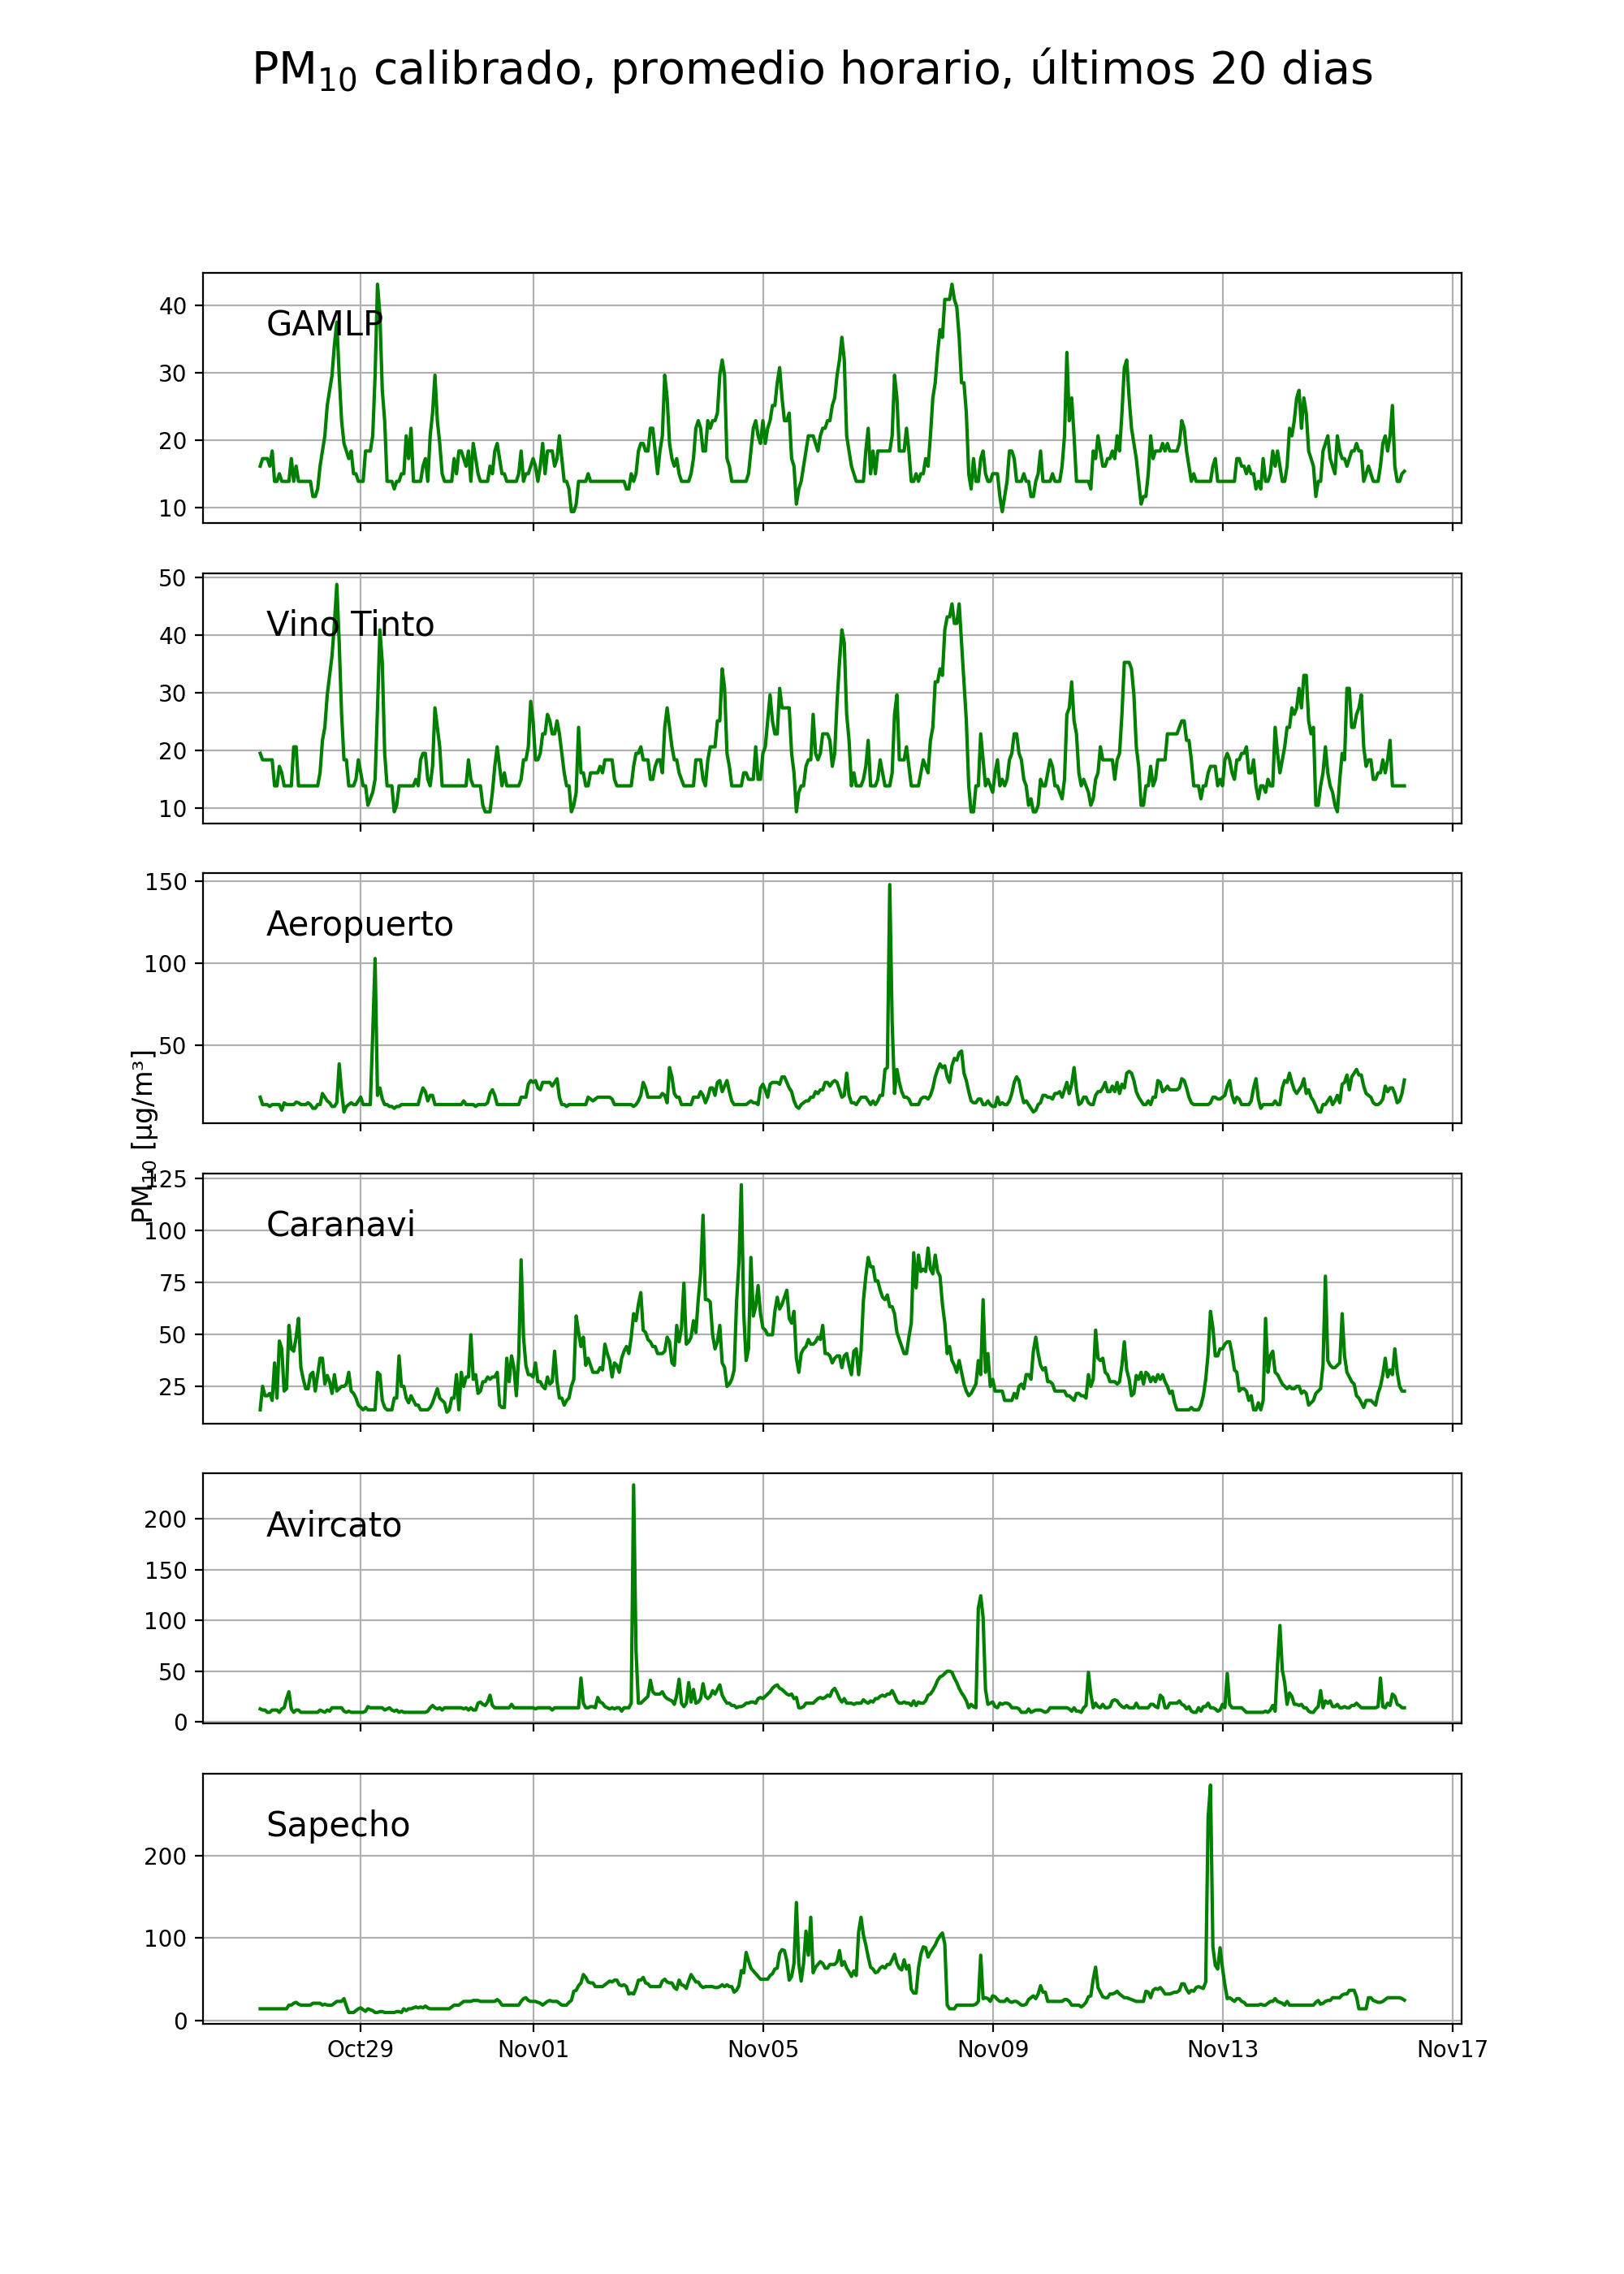 PM₁₀ calibrado, promedio horario, últimos 20 dias
GAMLP
40
30
20
10
Vino Tinto
50
40
30
20
10
Aeropuerto
150
100
50
PM₁₀ [µg/m³]
Caranavi
125
100
75
50
25
Avircato
200
150
100
50
0
Sapecho
200
100
0
Oct29 Nov01 Nov05 Nov09 Nov13 Nov17